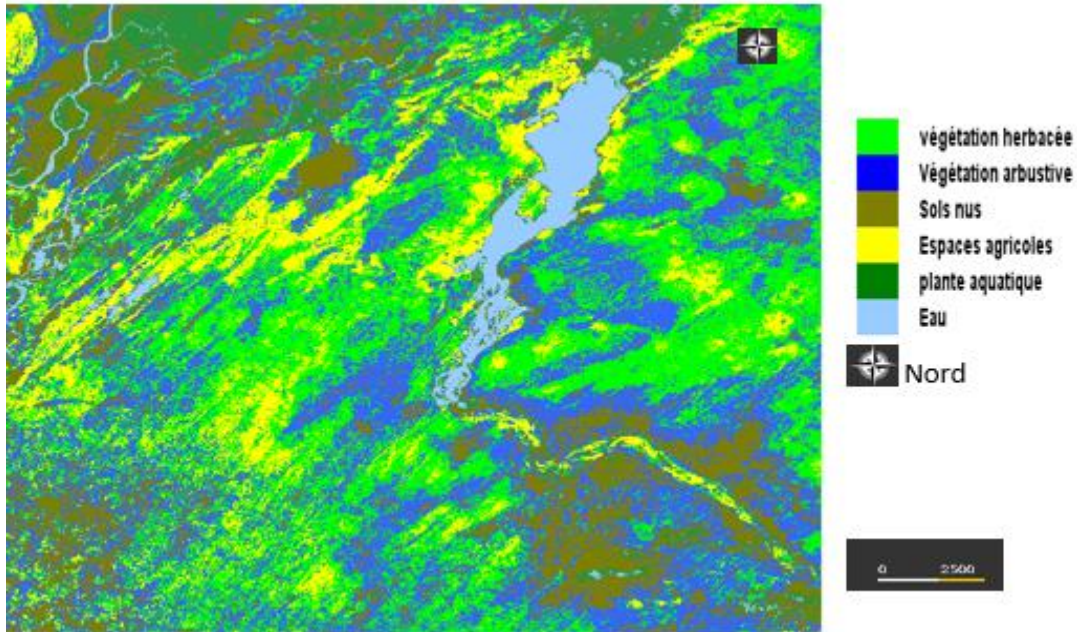 végétation herbacée
Végétation arbustive
Sols nus
Espaces agricoles
plante aquatique
Eau
Nord
0 2500